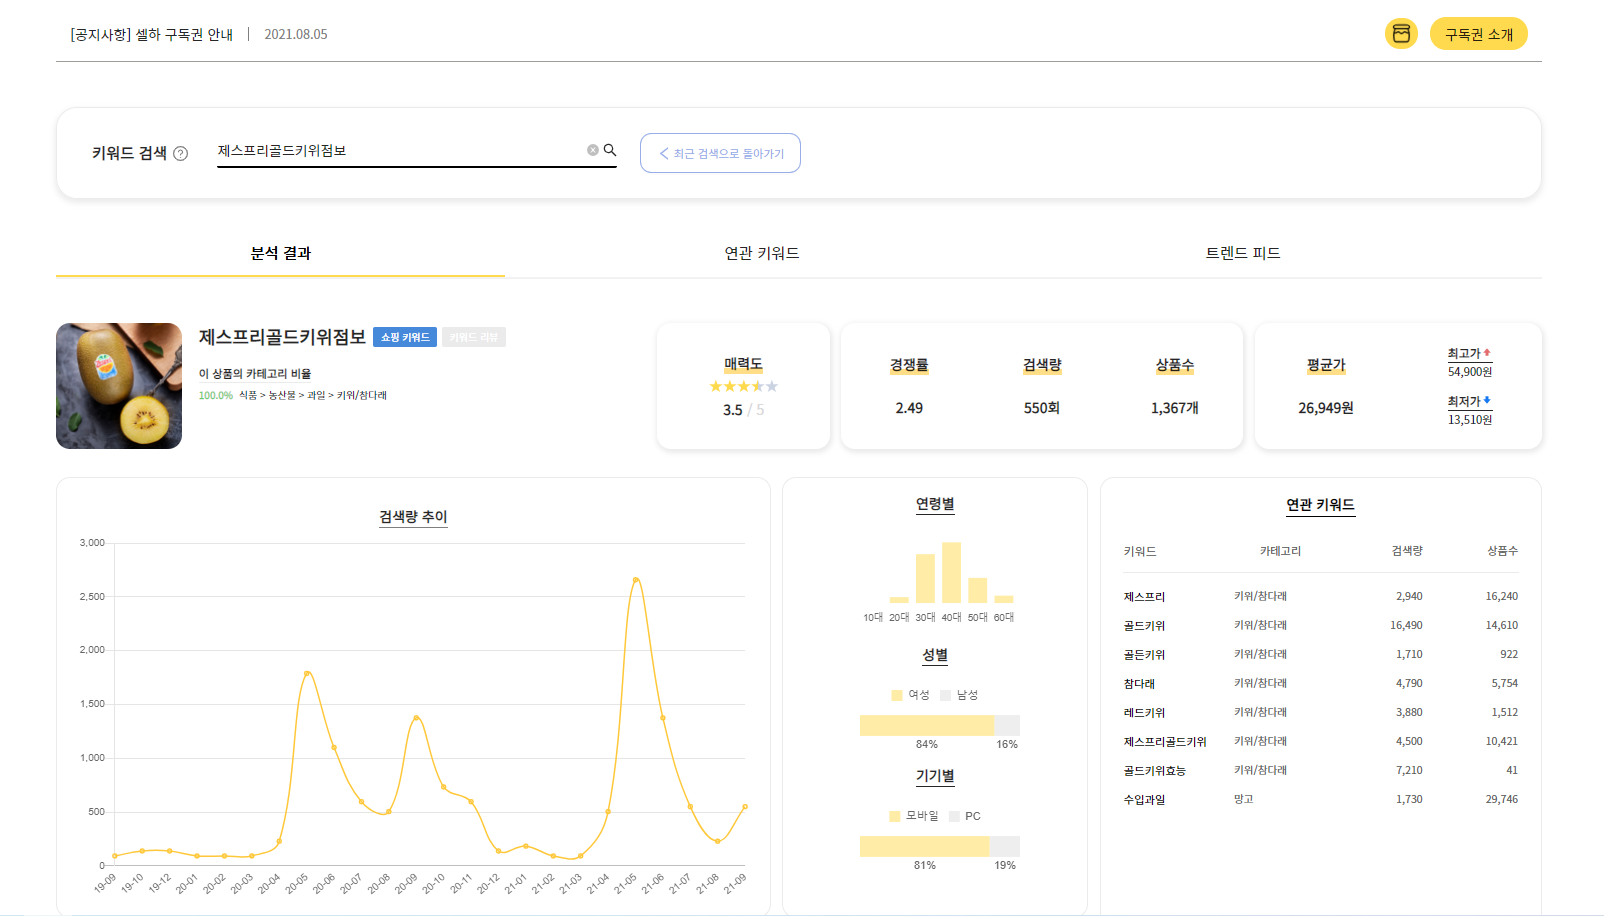 [공지사항] 셀하 구독권 안내 | 2021.08.05
구독권 소개
키워드 검색 ?
제스프리골드키위점보
< 최근 검색으로 돌아가기
분석 결과
연관 키워드
트렌드 피드
제스프리골드키위점보 쇼핑 키워드 키워드 리뷰
이 상품의 카테고리 비율
100.0% 식품 > 농산물 > 과일 > 키위/참다래
매력도
3.5 / 5
경쟁률 검색량 상품수
2.49 550회 1,367개
평균가
26,949원
최고가
54,900원
최저가
13,510원
검색량 추이
3,000
2,500
2,000
1,500
1,000
500
0
19-09 19-10 19-12 20-01 20-02 20-03 20-04 20-05 20-06 20-07 20-08 20-09 20-10 20-11 20-12 21-01 21-02 21-03 21-04 21-05 21-06 21-07 21-08 21-09
연령별
10대 20대 30대 40대 50대 60대
성별
여성 남성
84% 16%
기기별
모바일 PC
81% 19%
연관 키워드
키워드 카테고리 검색량 상품수
제스프리 키위/참다래 2,940 16,240
골드키위 키위/참다래 16,490 14,610
골든키위 키위/참다래 1,710 922
참다래 키위/참다래 4,790 5,754
레드키위 키위/참다래 3,880 1,512
제스프리골드키위 키위/참다래 4,500 10,421
골드키위효능 키위/참다래 7,210 41
수입과일 망고 1,730 29,746